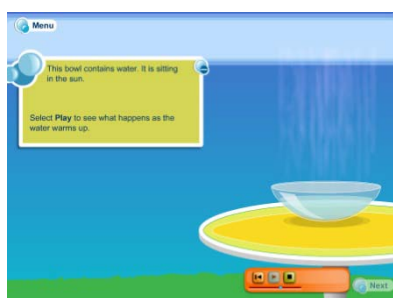 Menu
This bowl contains water. It is sitting
in the sun.
Select Play to see what happens as the
water warms up.
Next